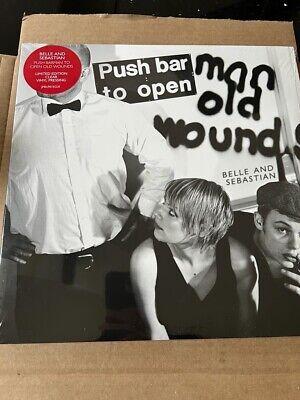 BELLE AND
SEBASTIAN
PUSH BARMAN TO
OPEN OLD WOUNDS
LIMITED EDITION
CLEAR
VINYL PRESSING
Push bar
to open
man
old
wounds
BELLE AND
SEBASTIAN